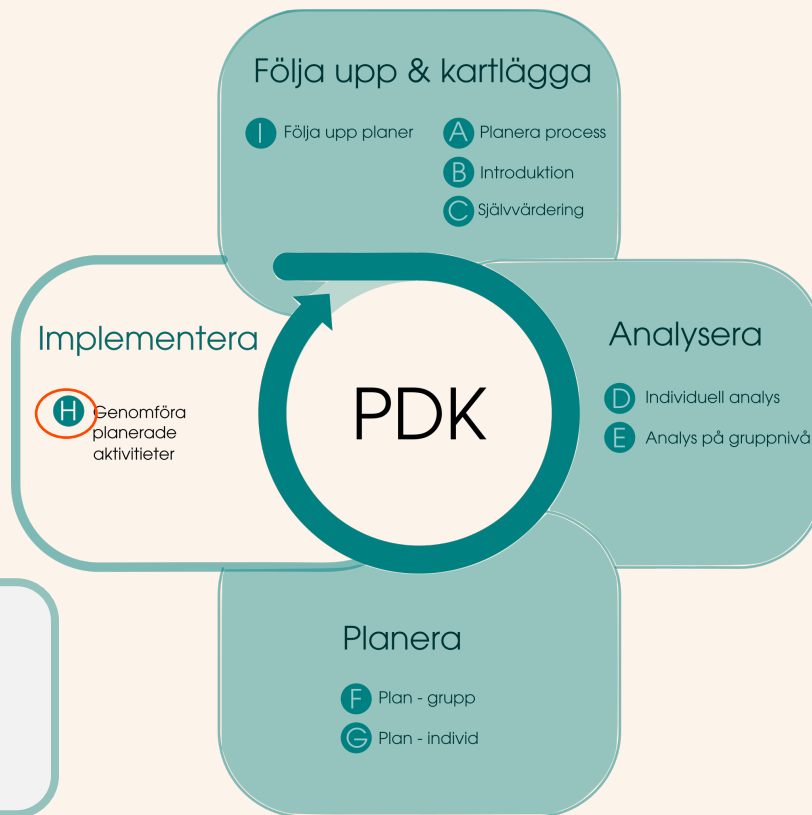 Följa upp & kartlägga
I Följa upp planer
A Planera process
B Introduktion
C Självvärdering
Implementera
H Genomföra
planerade
aktivitieter
PDK
Analysera
D Individuell analys
E Analys på gruppnivå
Planera
F Plan - grupp
G Plan - individ